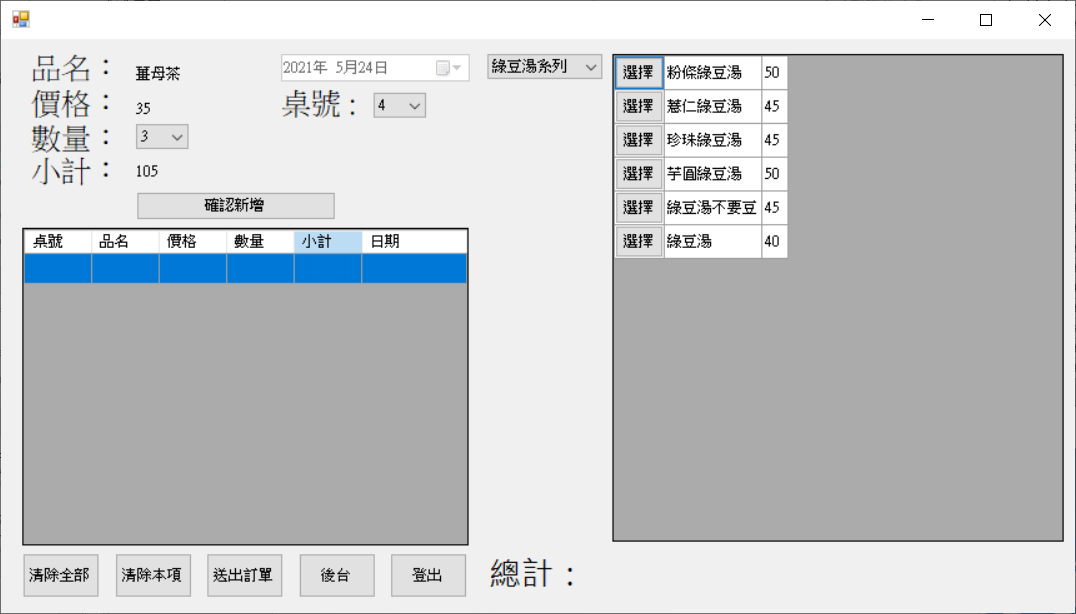 品名： 薑母茶
2021年 5月24日
綠豆湯系列
價格： 35
桌號： 4
數量： 3
小計： 105
確認新增
桌號 品名 價格 數量 小計 日期
選擇 粉條綠豆湯 50
選擇 薏仁綠豆湯 45
選擇 珍珠綠豆湯 45
選擇 芋圓綠豆湯 50
選擇 綠豆湯不要豆 45
選擇 綠豆湯 40
清除全部 清除本項 送出訂單 後台 登出
總計：